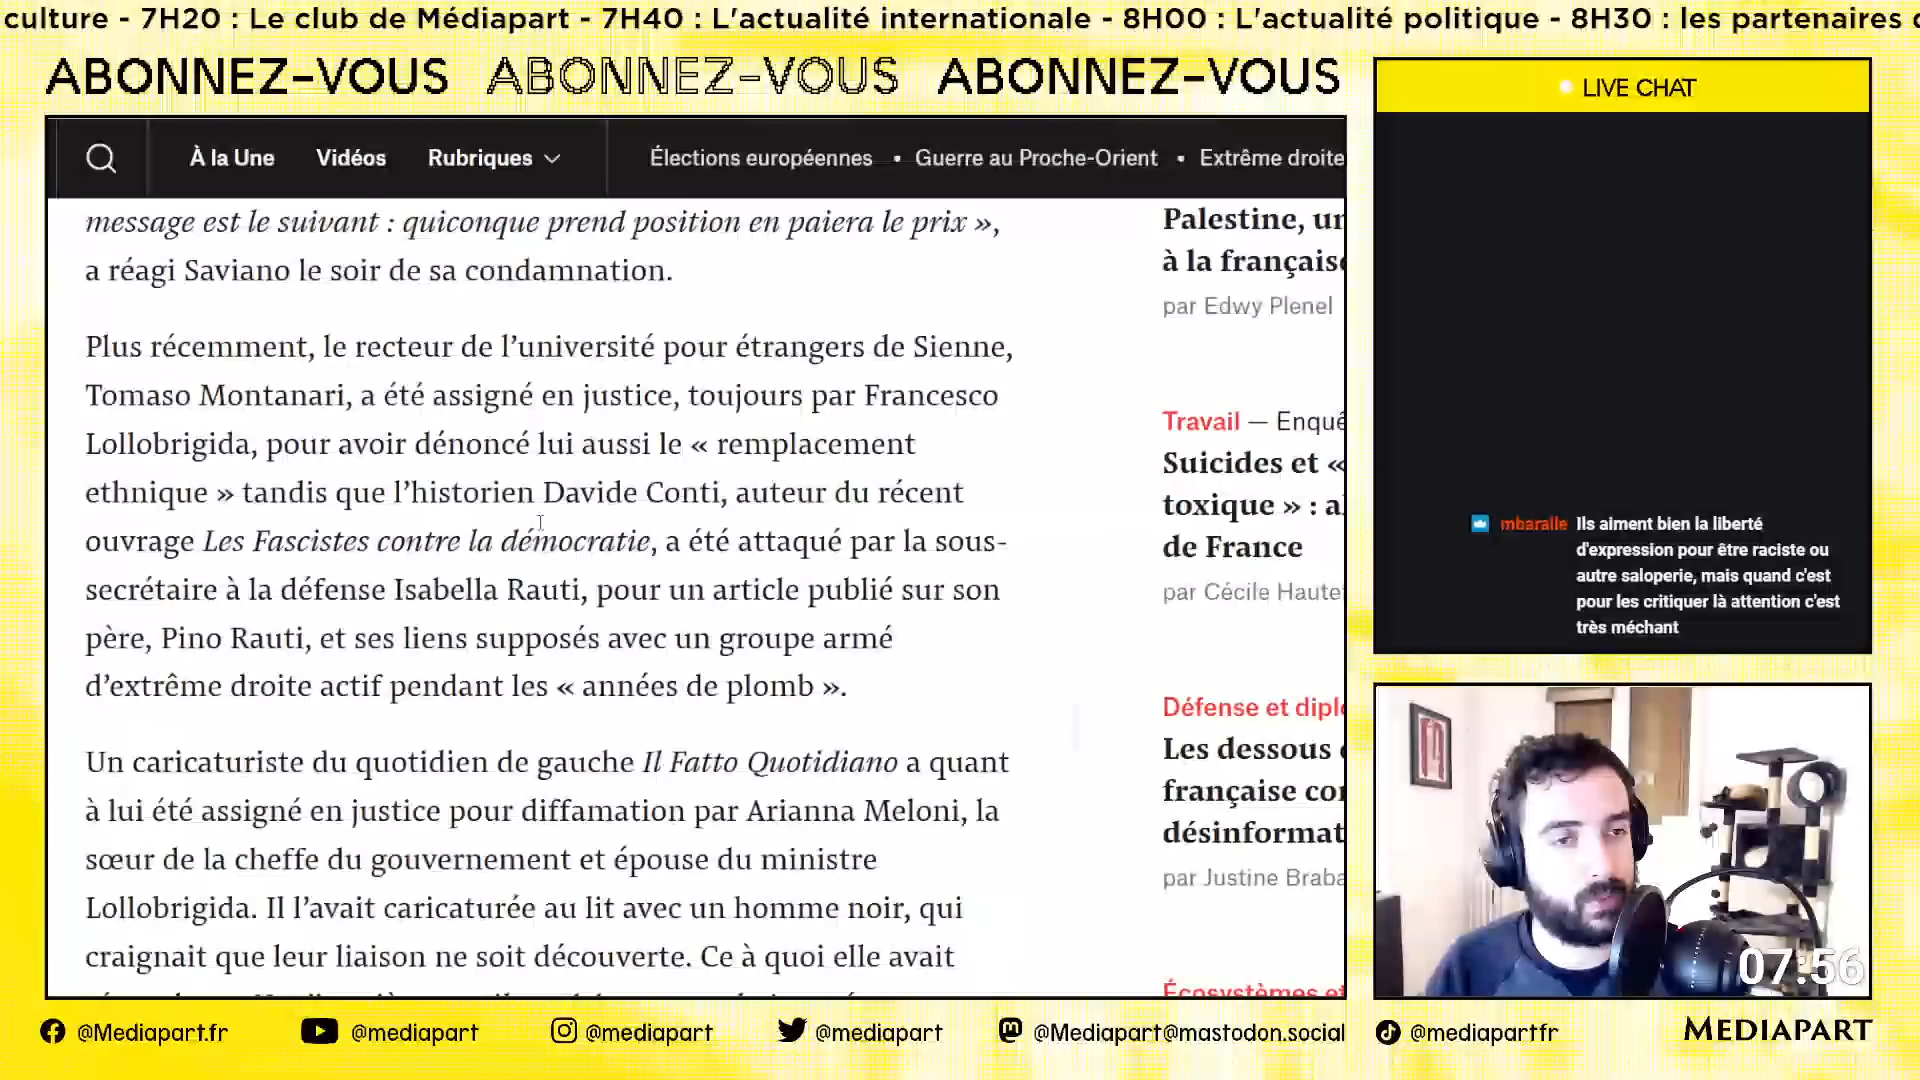 culture - 7H20 : Le club de Médiapart - 7H40 : L'actualité internationale - 8H00 : L'actualité politique - 8H30 : les partenaires
ABONNEZ-VOUS ABONNEZ-VOUS ABONNEZ-VOUS
À la Une Vidéos Rubriques Élections européennes • Guerre au Proche-Orient • Extrême droite
message est le suivant : quiconque prend position en paiera le prix »,
a réagi Saviano le soir de sa condamnation.
Plus récemment, le recteur de l’université pour étrangers de Sienne,
Tomaso Montanari, a été assigné en justice, toujours par Francesco
Lollobrigida, pour avoir dénoncé lui aussi le « remplacement
ethnique » tandis que l’historien Davide Conti, auteur du récent
ouvrage Les Fascistes contre la démocratie, a été attaqué par la sous-
secrétaire à la défense Isabella Rauti, pour un article publié sur son
père, Pino Rauti, et ses liens supposés avec un groupe armé
d’extrême droite actif pendant les « années de plomb ».
Un caricaturiste du quotidien de gauche Il Fatto Quotidiano a quant
à lui été assigné en justice pour diffamation par Arianna Meloni, la
sœur de la cheffe du gouvernement et épouse du ministre
Lollobrigida. Il l’avait caricaturée au lit avec un homme noir, qui
craignait que leur liaison ne soit découverte. Ce à quoi elle avait
Palestine,
à la
par Edwy Plenel
Travail —
Suicides et «
toxique » :
de France
par Cécile
Défense et
Les dessous
française
par Justine
Écosystèmes et
LIVE CHAT
mbaralle Ils aiment bien la liberté
d'expression pour être raciste ou
autre saloperie, mais quand c'est
pour les critiquer là attention c'est
très méchant
07:56
@Mediapart.fr @mediapart @mediapart @mediapart @Mediapart@mastodon.social @mediapartfr MEDIAPART